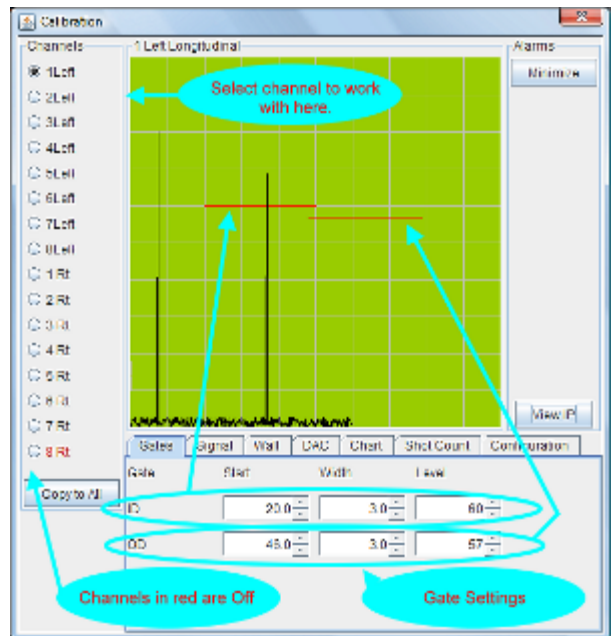 Calibration
Channels
1 Left Longitudinal
Alarms
1Left
2Left
3Left
4Left
5Left
6Left
7Left
8Left
1 Rt
2 Rt
3 Rt
4 Rt
5 Rt
6 Rt
7 Rt
8 Rt
Copy to All
Select channel to work
with here.
Minimize
View IP
Gates
Signal
Wall
DAC
Chart
Shot Count
Configuration
Gate
Start
Width
Level
ID
20.0
3.0
60
OD
3.0
57
Channels in red are Off
Gate Settings